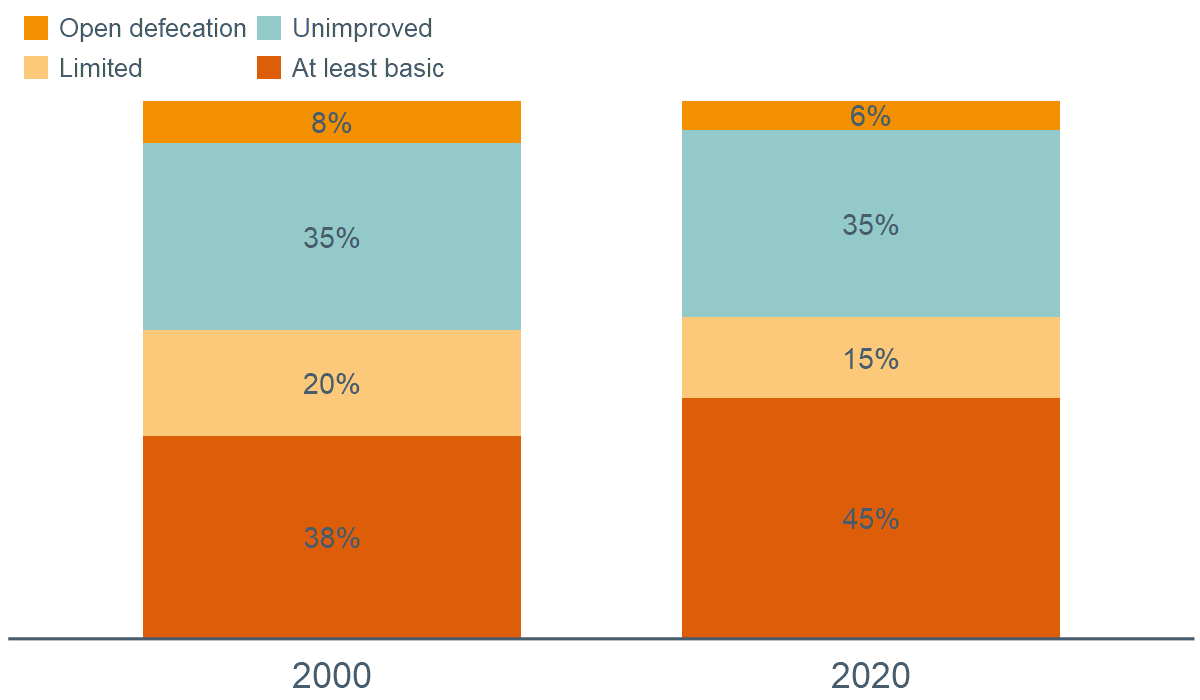 Open defecation Unimproved
Limited At least basic
8% 6%
35% 35%
20% 15%
38% 45%
2000 2020